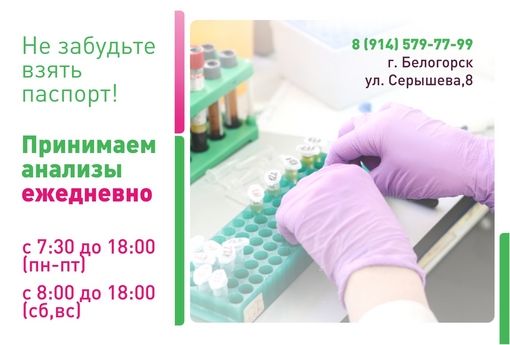 Не забудьте
взять
паспорт!
Принимаем
анализы
ежедневно
с 7:30 до 18:00
(пн-пт)
с 8:00 до 18:00
(сб,вс)
8 (914) 579-77-99
г. Белогорск
ул. Серышева,8